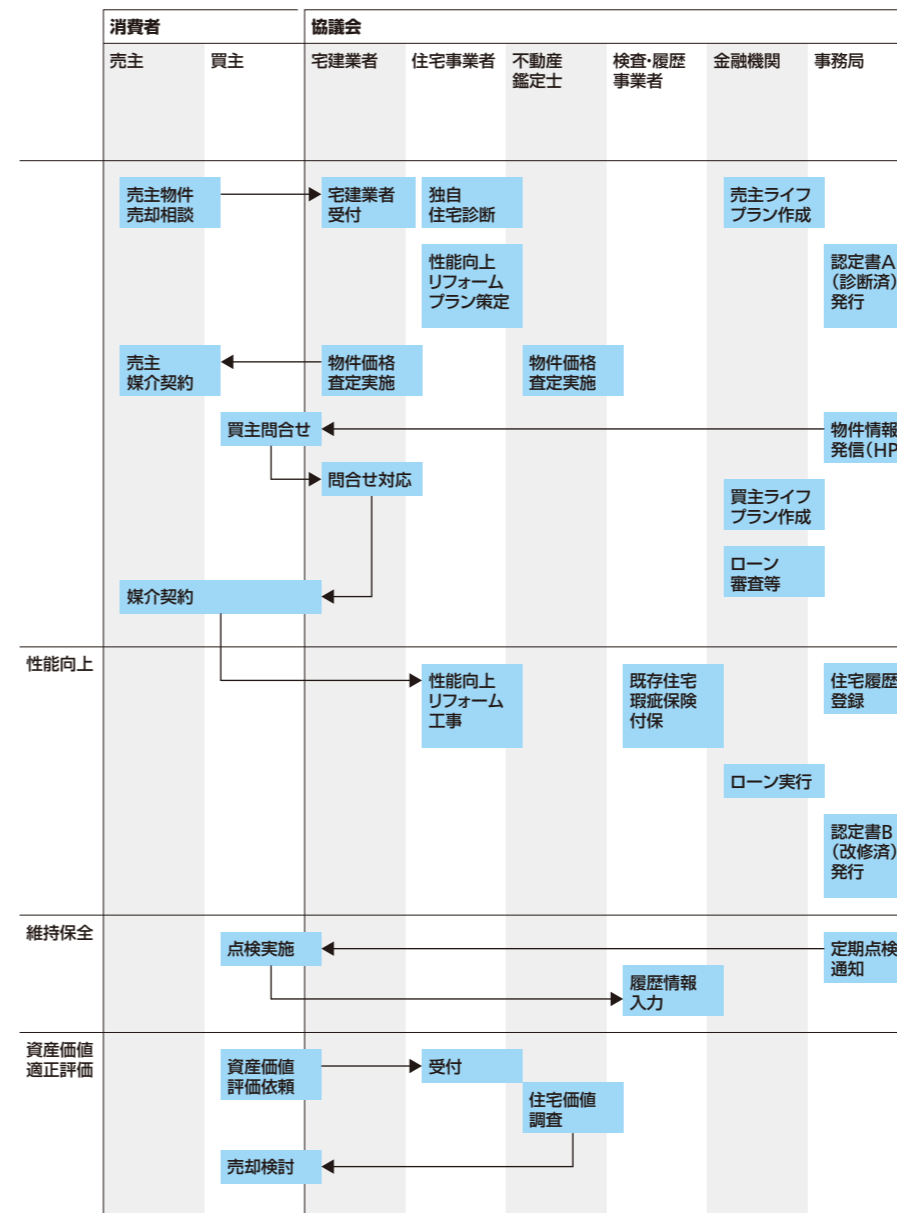 消費者
協議会
売主
買主
宅建業者
住宅事業者
不動産
鑑定士
検査・履歴
事業者
金融機関
事務局
売主物件
売却相談
宅建業者
受付
独自
住宅診断
売主ライフ
プラン作成
性能向上
リフォーム
プラン策定
認定書A
（診断済）
発行
売主
媒介契約
物件価格
査定実施
物件価格
査定実施
買主問合せ
物件情報
発信（HP
問合せ対応
買主ライフ
プラン作成
ローン
審査等
媒介契約
性能向上
性能向上
リフォーム
工事
既存住宅
瑕疵保険
付保
住宅履歴
登録
ローン実行
認定書B
（改修済）
発行
維持保全
点検実施
定期点検
通知
履歴情報
入力
資産価値
適正評価
資産価値
評価依頼
受付
住宅価値
調査
売却検討